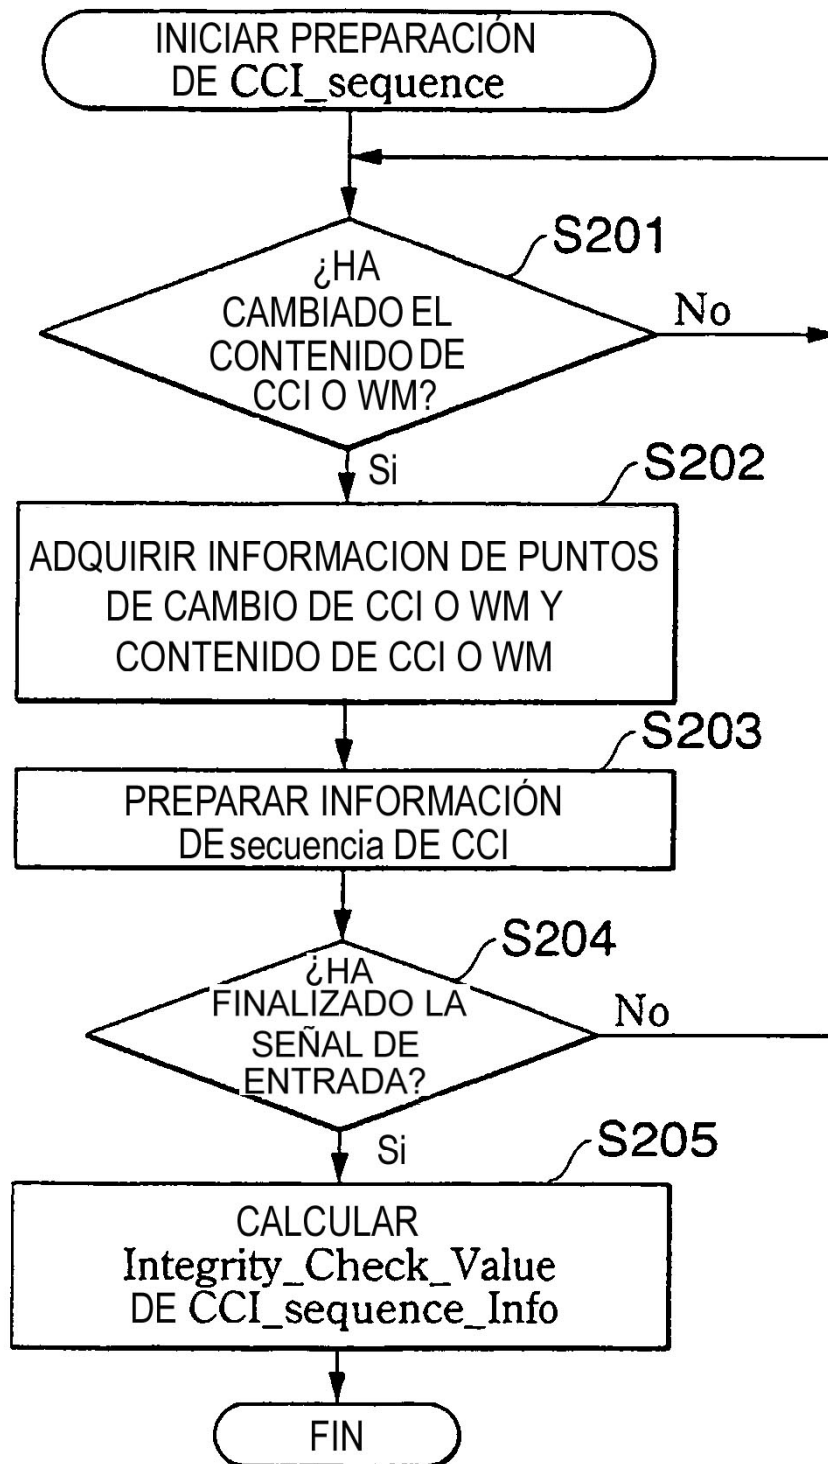 INICIAR PREPARACIÓN
DE CCI_sequence
S201
¿HA
CAMBIADO EL
CONTENIDO DE
CCI O WM?
No
Si
S202
ADQUIRIR INFORMACION DE PUNTOS
DE CAMBIO DE CCI O WM Y
CONTENIDO DE CCI O WM
S203
PREPARAR INFORMACIÓN
DE secuencia DE CCI
S204
¿HA
FINALIZADO LA
SEÑAL DE
ENTRADA?
No
Si
S205
CALCULAR
Integrity_Check_Value
DE CCI_sequence_Info
FIN